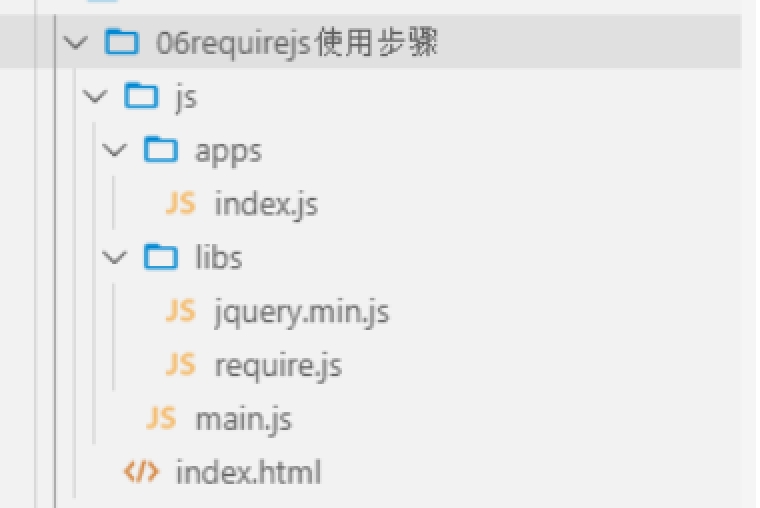 06requirejs使用步骤
js
apps
JS index.js
libs
JS jquery.min.js
JS require.js
JS main.js
</> index.html